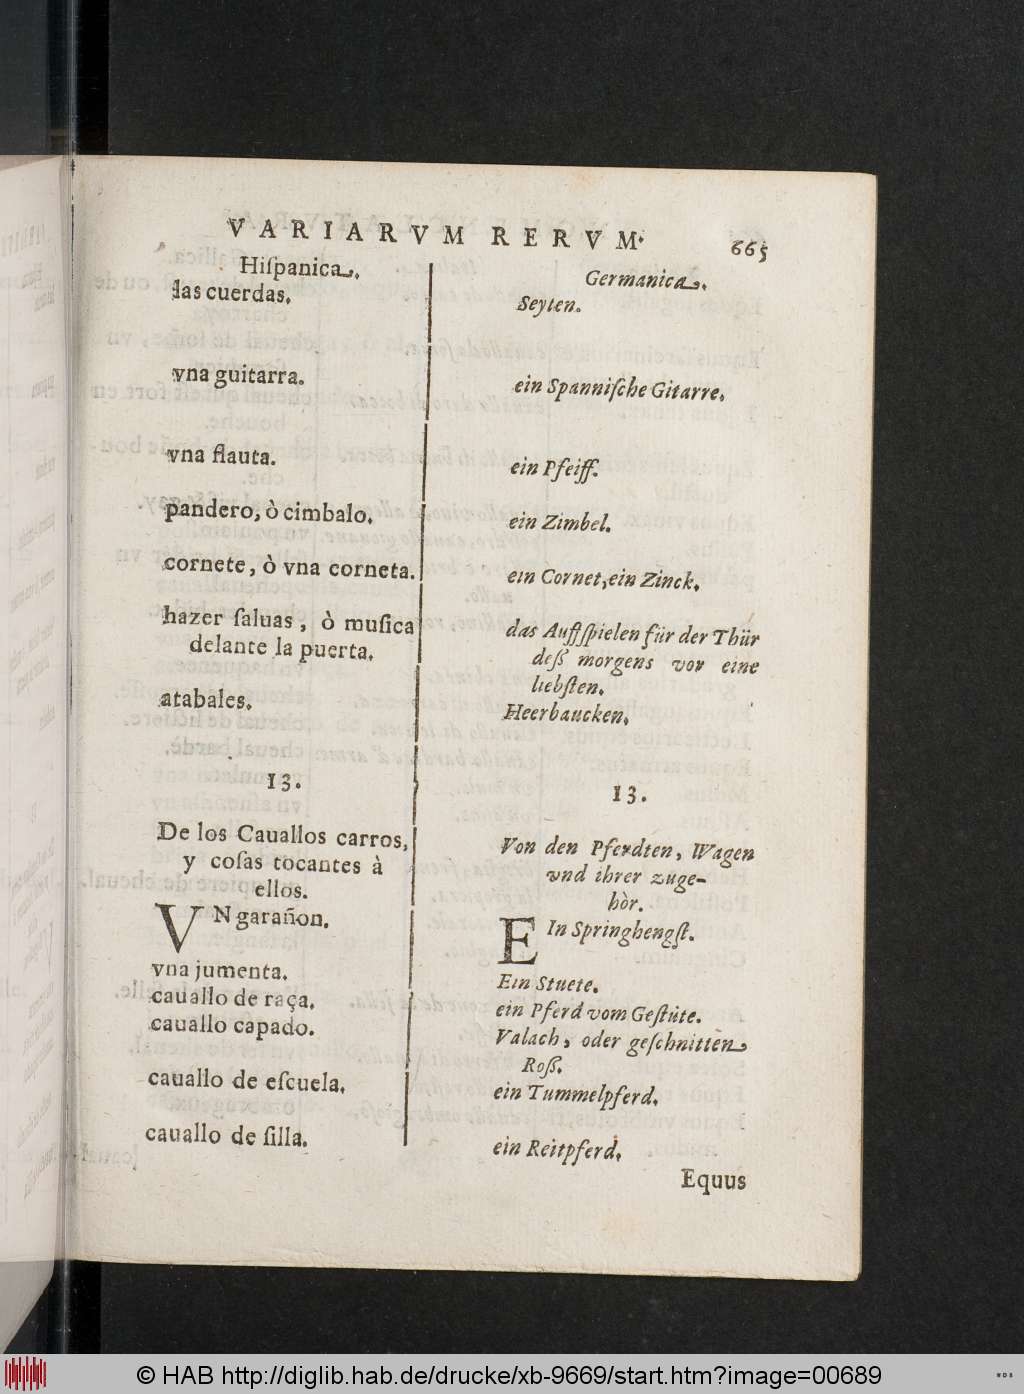 VARIARVM RERVM.
665
Hiſpanica.
las cuerdas.
vna guitarra.
vna flauta.
pandero, ò cimbalo.
cornete, ò vna corneta.
hazer ſaluas, ò muſica
delante la puerta.
atabales.
13.
De los Cauallos carros,
y coſas tocantes à
ellos.
VN garañon.
vna jumenta.
cauallo de raça.
cauallo capado.
cauallo de eſcuela.
cauallo de ſilla.
Germanica.
Seyten.
ein Spanniſche Gitarre.
ein Pfeiff.
ein Zimbel.
ein Cornet, ein Zinck.
das Auffſpielen für der Thür
deß morgens vor eine
liebſten.
Heerbaucken.
13.
Von den Pferdten, Wagen
vnd ihrer zuge-
hòr.
EIn Springhengſt.
Ein Stuete.
ein Pferd vom Geſtüte.
Valach, oder geſchnitten
Roß.
ein Tummelpferd.
ein Reitpferd.
Equus
© HAB http://diglib.hab.de/drucke/xb-9669/start.htm?image=00689